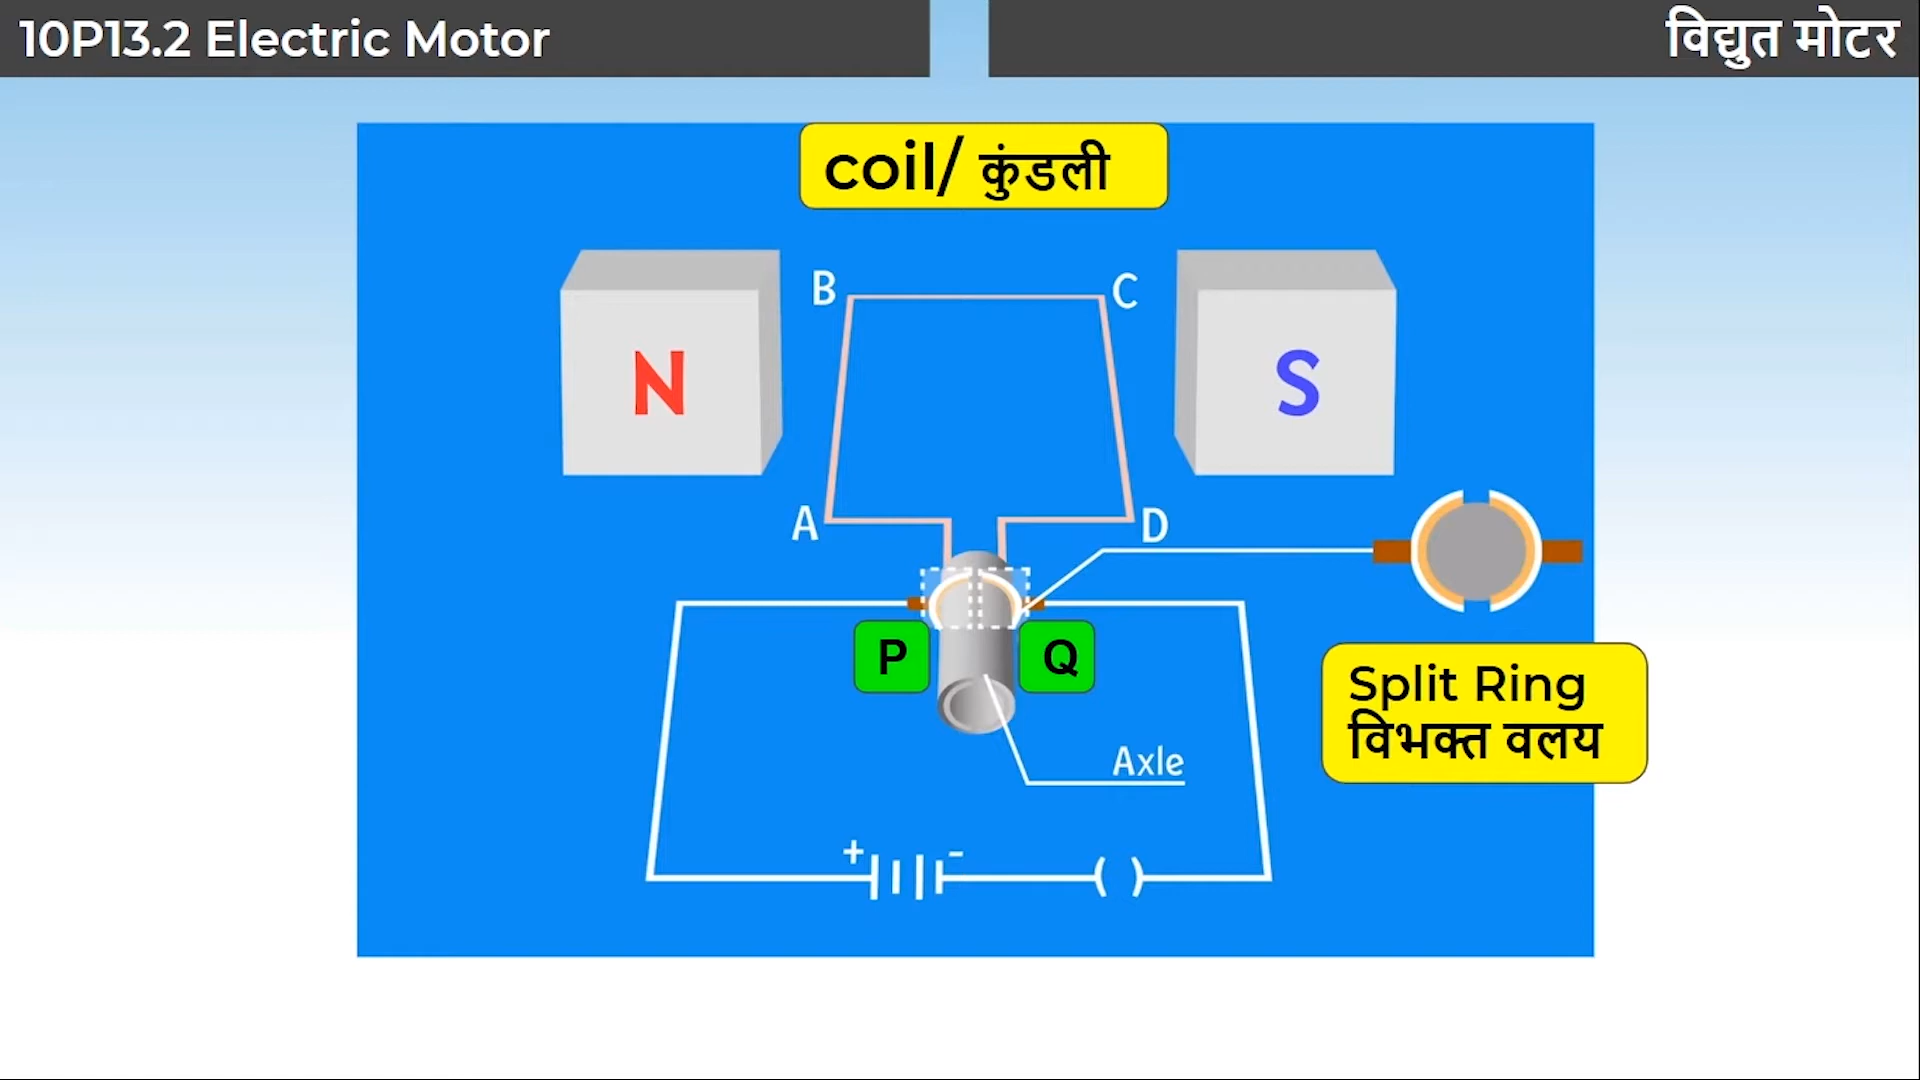 10P13.2 Electric Motor
विद्युत मोटर
coil/ कुंडली
N
B
C
S
A
D
P
Q
Split Ring
विभक्त वलय
Axle
+
-